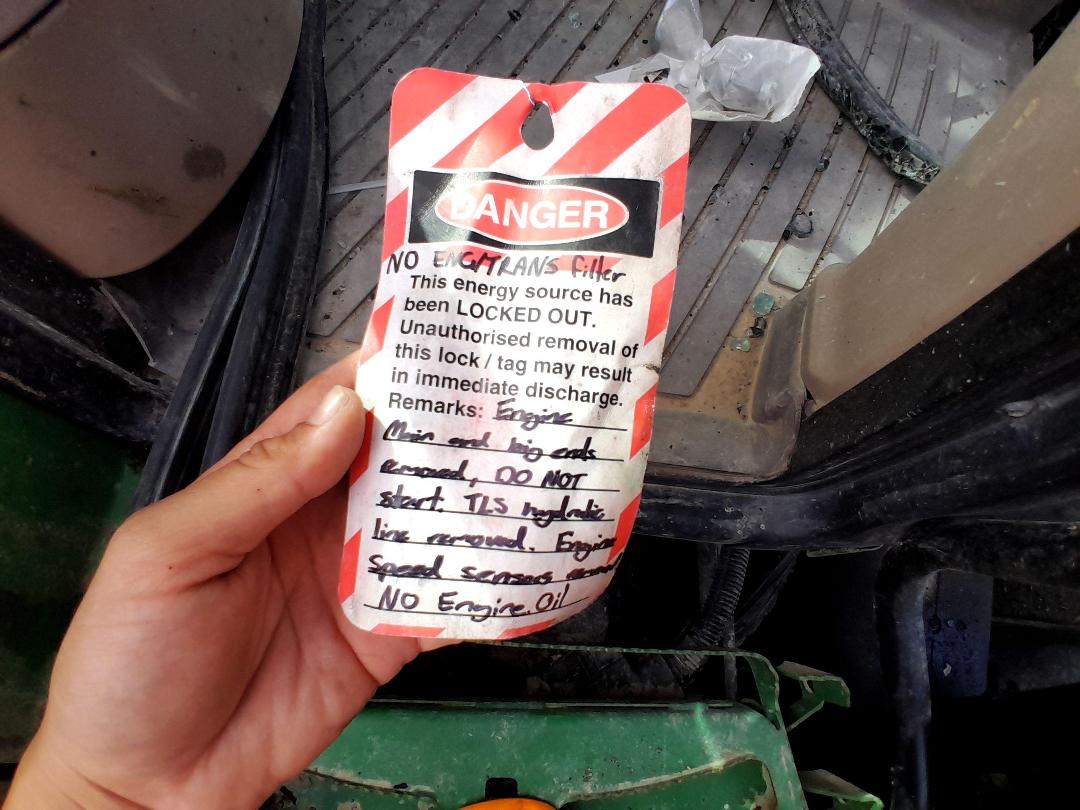 DANGER
NO ENG/TRANS filter
This energy source has
been LOCKED OUT.
Unauthorised removal of
this lock / tag may result
in immediate discharge.
Remarks: Engine
Main and big ends
removed, DO NOT
start. TLS hydralic
line removed. Engine
Speed sensors
NO Engine Oil